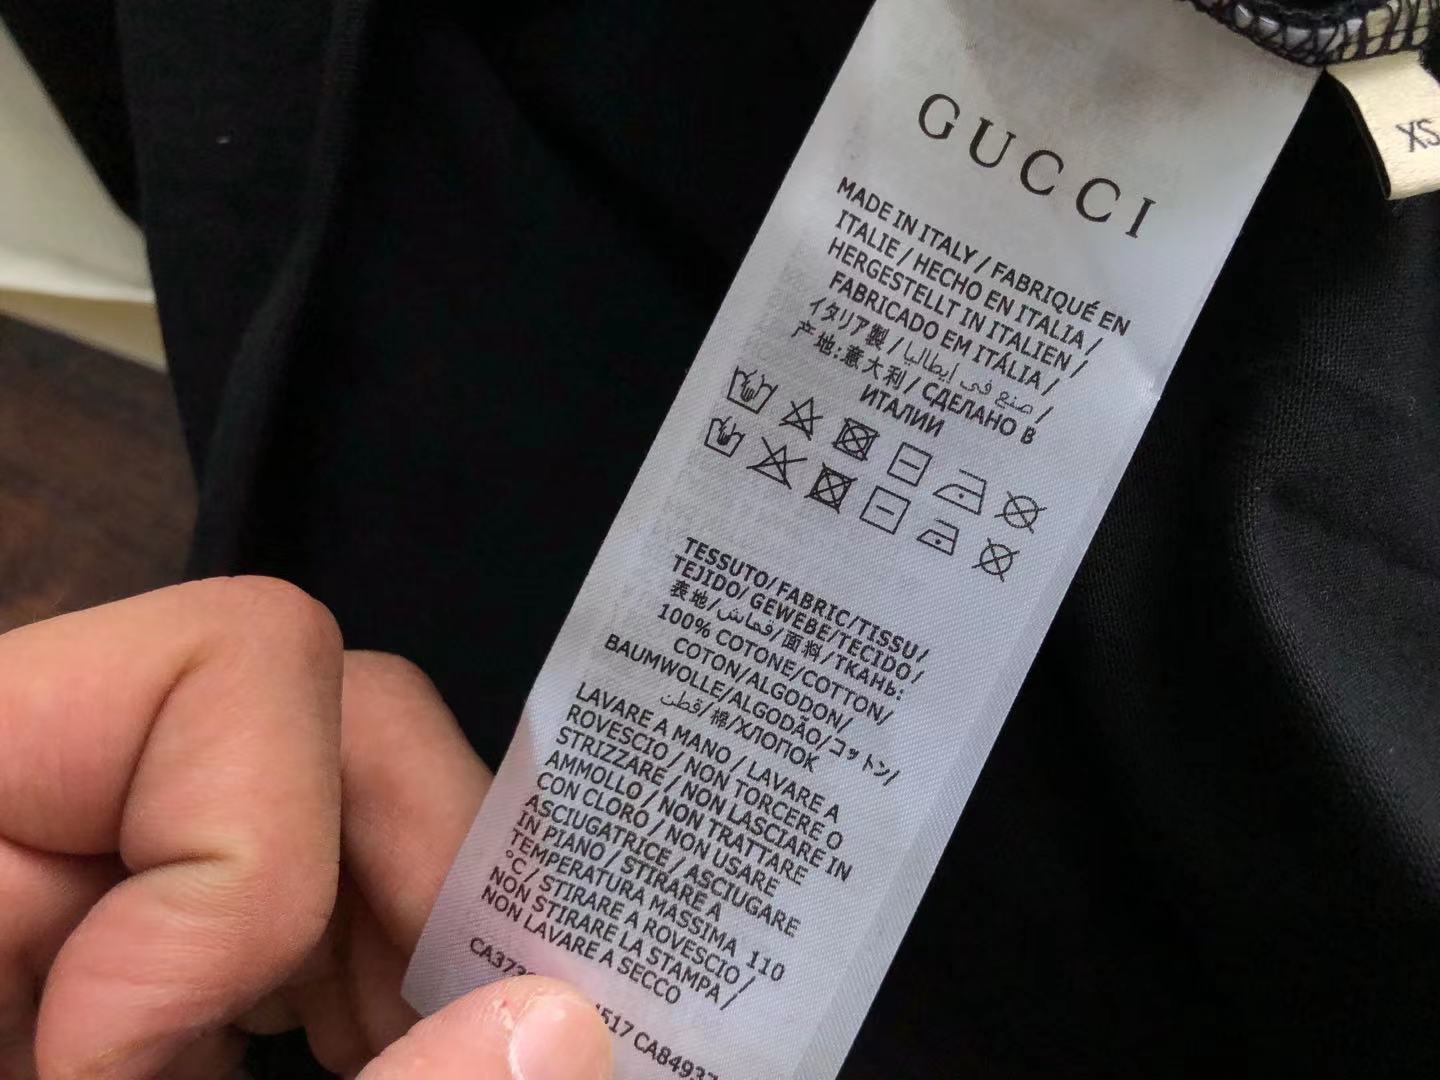 GUCCI
XS
MADE IN ITALY / FABRIQUÉ EN
ITALIE / HECHO EN ITALIA /
HERGESTELLT IN ITALIEN /
FABRICADO EM ITÁLIA /
イタリア製 / صنع في إيطاليا /
产地:意大利 / СДЕЛАНО В
ИТАЛИИ
TESSUTO/FABRIC/TISSU/
TEJIDO/GEWEBE/TECIDO/
表地/قماش/面料/ТКАНЬ:
100% COTONE/COTTON/
COTON/ALGODON/
BAUMWOLLE/ALGODÃO/コットン/
قطن/棉/ХЛОПОК
LAVARE A MANO / LAVARE A
ROVESCIO / NON TORCERE O
STRIZZARE / NON LASCIARE IN
AMMOLLO / NON TRATTARE
CON CLORO / NON USARE
ASCIUGATRICE / ASCIUGARE
IN PIANO / STIRARE A
TEMPERATURA MASSIMA 110
°C / STIRARE A ROVESCIO /
NON STIRARE LA STAMPA /
NON LAVARE A SECCO
CA373 517 CA84937